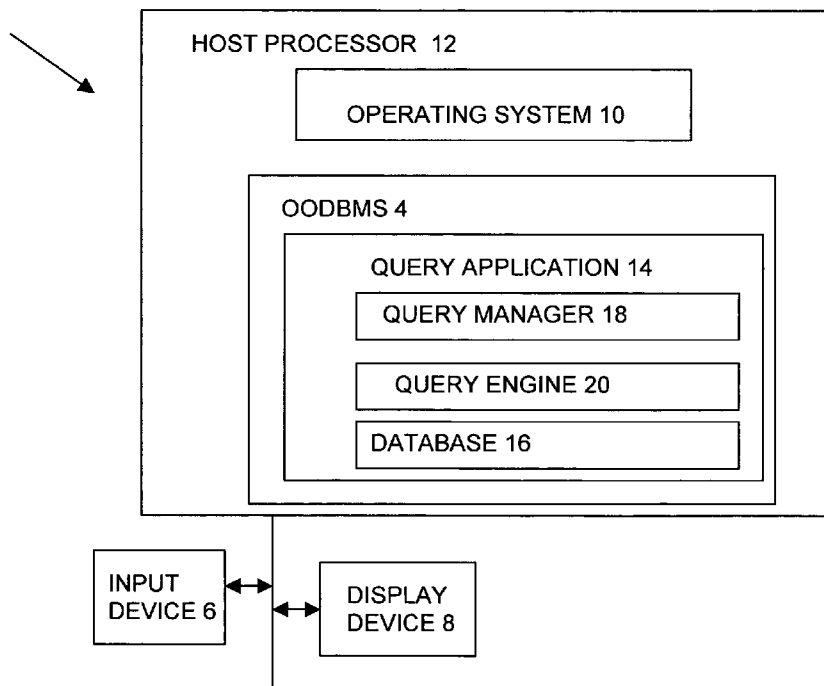 HOST PROCESSOR 12
OPERATING SYSTEM 10
OODBMS 4
QUERY APPLICATION 14
QUERY MANAGER 18
QUERY ENGINE 20
DATABASE 16
INPUT
DEVICE 6
DISPLAY
DEVICE 8